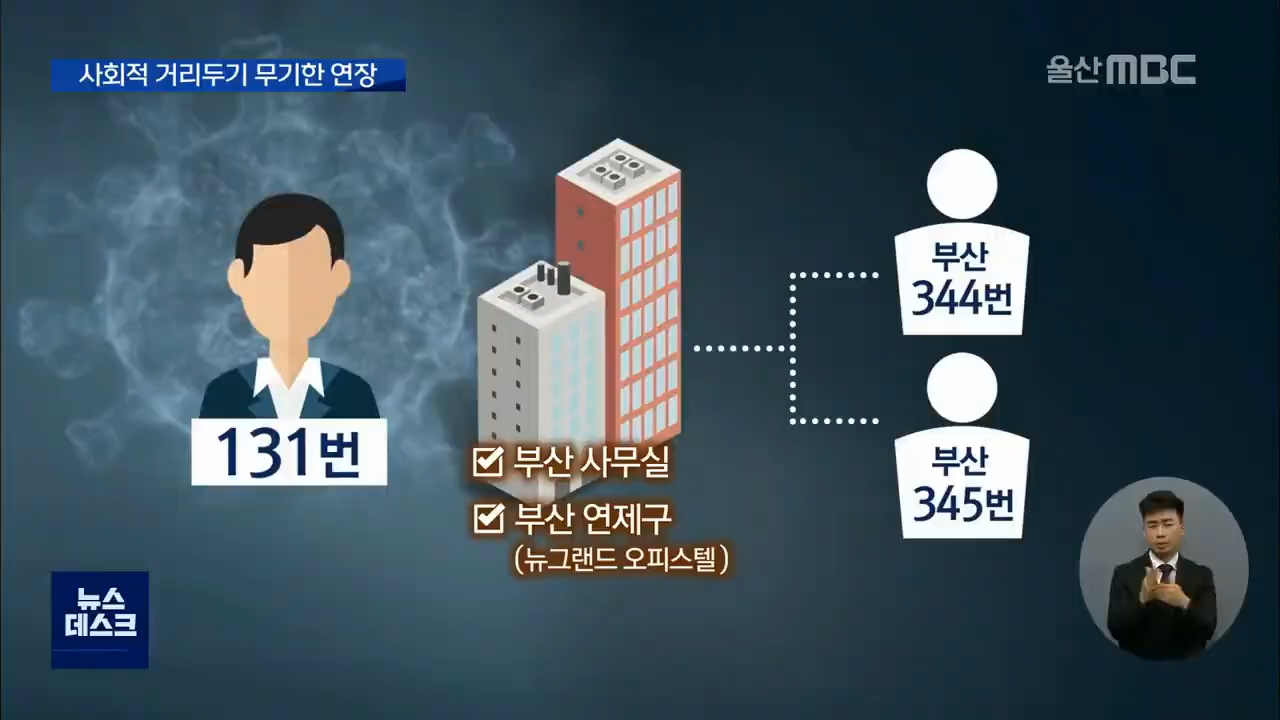 사회적 거리두기 무기한 연장
울산MBC
131번
부산 사무실
부산 연제구
(뉴그랜드 오피스텔)
부산
344번
부산
345번
뉴스
데스크